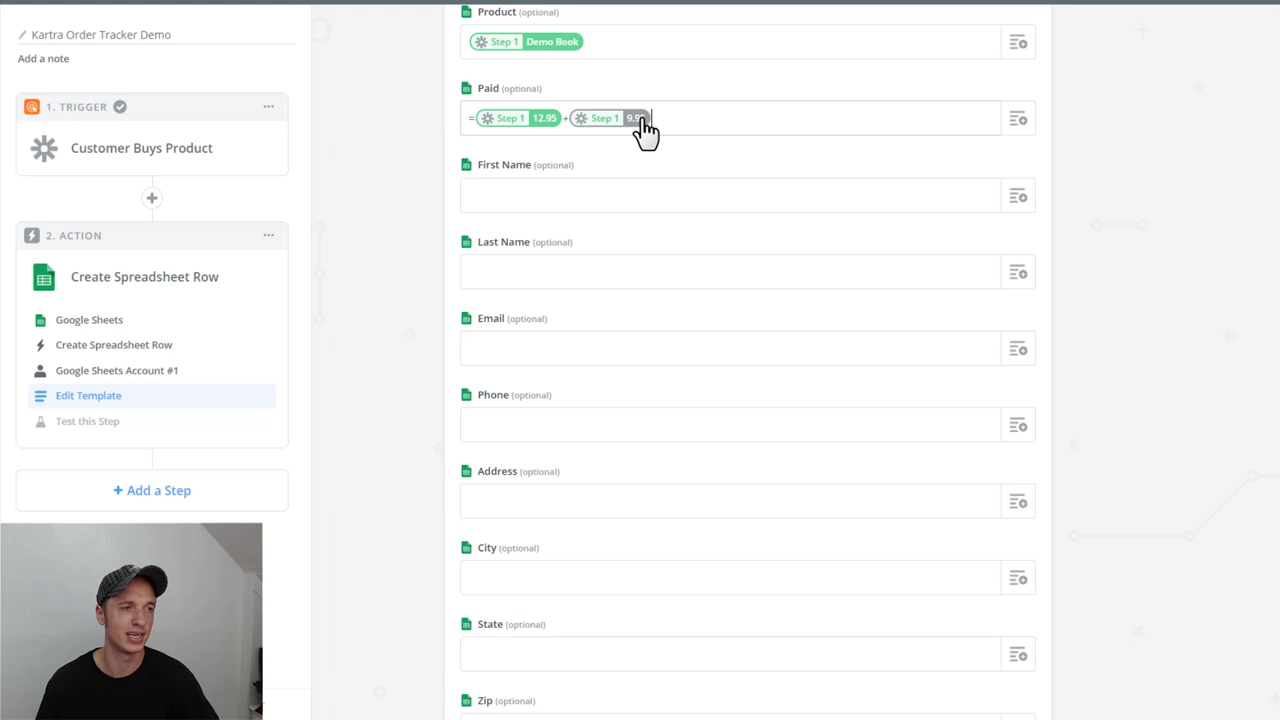 Kartra Order Tracker Demo
Add a note
1. TRIGGER
Customer Buys Product
2. ACTION
Create Spreadsheet Row
Google Sheets
Create Spreadsheet Row
Google Sheets Account #1
Edit Template
Test this Step
+ Add a Step
Product (optional)
Step 1 Demo Book
Paid (optional)
= Step 1 12.95 + Step 1
First Name (optional)
Last Name (optional)
Email (optional)
Phone (optional)
Address (optional)
City (optional)
State (optional)
Zip (optional)